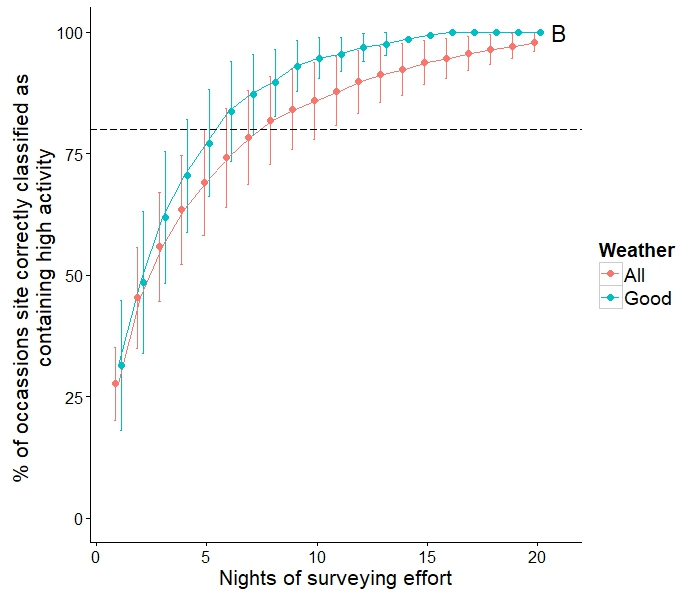 % of occassions site correctly classified as
containing high activity
100
75
50
25
0
B
0 5 10 15 20
Nights of surveying effort
Weather
All
Good